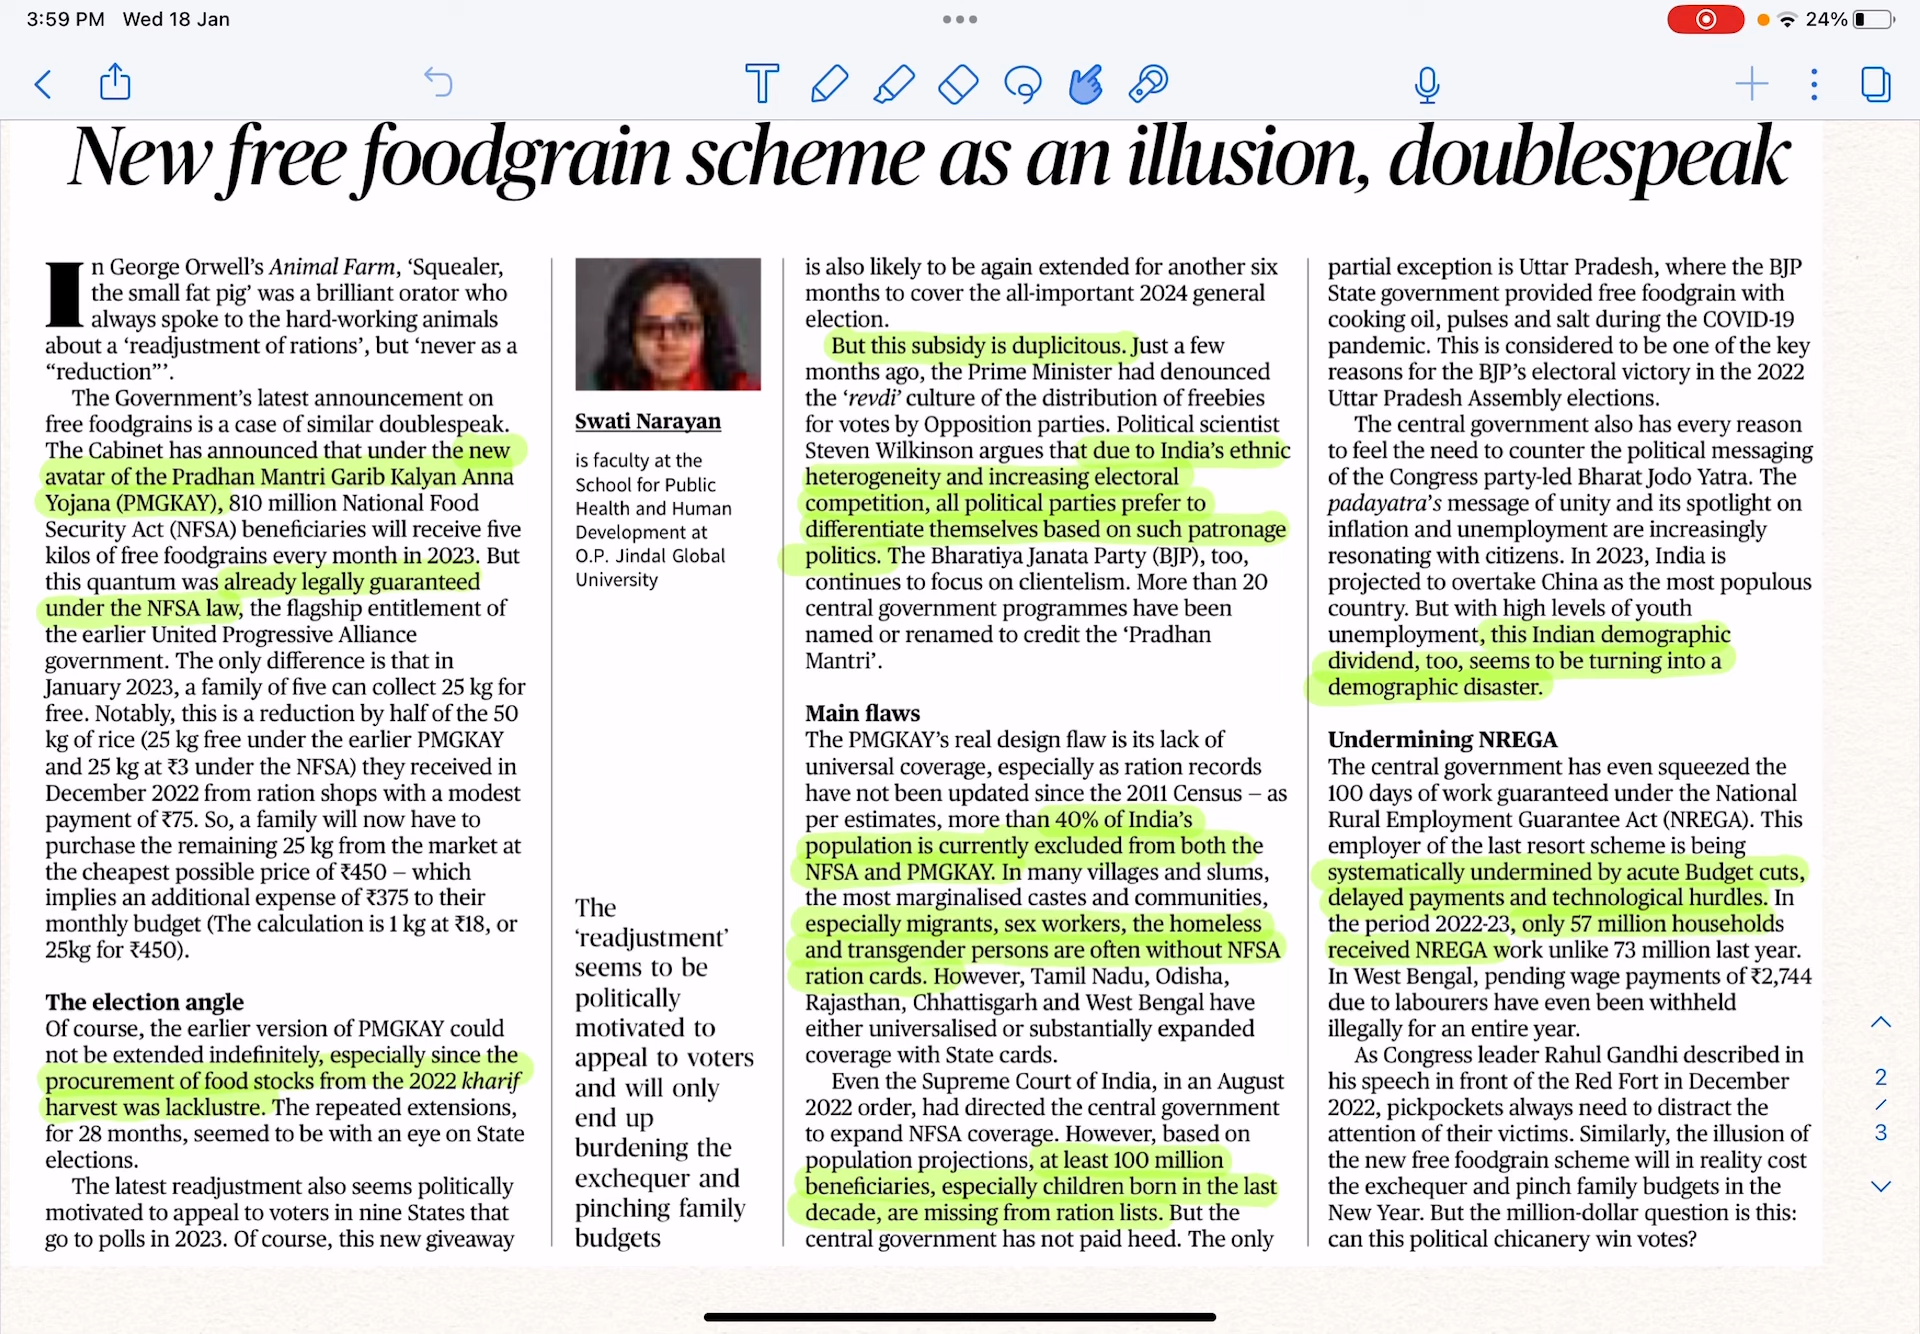 3:59 PM Wed 18 Jan
24%
New free foodgrain scheme as an illusion, doublespeak
In George Orwell's Animal Farm, ‘Squealer,
the small fat pig’ was a brilliant orator who
always spoke to the hard-working animals
about a ‘readjustment of rations’, but ‘never as a
“reduction”’.
The Government's latest announcement on
free foodgrains is a case of similar doublespeak.
The Cabinet has announced that under the new
avatar of the Pradhan Mantri Garib Kalyan Anna
Yojana (PMGKAY), 810 million National Food
Security Act (NFSA) beneficiaries will receive five
kilos of free foodgrains every month in 2023. But
this quantum was already legally guaranteed
under the NFSA law, the flagship entitlement of
the earlier United Progressive Alliance
government. The only difference is that in
January 2023, a family of five can collect 25 kg for
free. Notably, this is a reduction by half of the 50
kg of rice (25 kg free under the earlier PMGKAY
and 25 kg at ₹3 under the NFSA) they received in
December 2022 from ration shops with a modest
payment of ₹75. So, a family will now have to
purchase the remaining 25 kg from the market at
the cheapest possible price of ₹450 – which
implies an additional expense of ₹375 to their
monthly budget (The calculation is 1 kg at ₹18, or
25kg for ₹450).
The election angle
Of course, the earlier version of PMGKAY could
not be extended indefinitely, especially since the
procurement of food stocks from the 2022 kharif
harvest was lacklustre. The repeated extensions,
for 28 months, seemed to be with an eye on State
elections.
The latest readjustment also seems politically
motivated to appeal to voters in nine States that
go to polls in 2023. Of course, this new giveaway
Swati Narayan
is faculty at the
School for Public
Health and Human
Development at
O.P. Jindal Global
University
The
‘readjustment’
seems to be
politically
motivated to
appeal to voters
and will only
end up
burdening the
exchequer and
pinching family
budgets
is also likely to be again extended for another six
months to cover the all-important 2024 general
election.
But this subsidy is duplicitous. Just a few
months ago, the Prime Minister had denounced
the ‘revdi’ culture of the distribution of freebies
for votes by Opposition parties. Political scientist
Steven Wilkinson argues that due to India's ethnic
heterogeneity and increasing electoral
competition, all political parties prefer to
differentiate themselves based on such patronage
politics. The Bharatiya Janata Party (BJP), too,
continues to focus on clientelism. More than 20
central government programmes have been
named or renamed to credit the ‘Pradhan
Mantri’.
Main flaws
The PMGKAY's real design flaw is its lack of
universal coverage, especially as ration records
have not been updated since the 2011 Census – as
per estimates, more than 40% of India's
population is currently excluded from both the
NFSA and PMGKAY. In many villages and slums,
the most marginalised castes and communities,
especially migrants, sex workers, the homeless
and transgender persons are often without NFSA
ration cards. However, Tamil Nadu, Odisha,
Rajasthan, Chhattisgarh and West Bengal have
either universalised or substantially expanded
coverage with State cards.
Even the Supreme Court of India, in an August
2022 order, had directed the central government
to expand NFSA coverage. However, based on
population projections, at least 100 million
beneficiaries, especially children born in the last
decade, are missing from ration lists. But the
central government has not paid heed. The only
partial exception is Uttar Pradesh, where the BJP
State government provided free foodgrain with
cooking oil, pulses and salt during the COVID-19
pandemic. This is considered to be one of the key
reasons for the BJP's electoral victory in the 2022
Uttar Pradesh Assembly elections.
The central government also has every reason
to feel the need to counter the political messaging
of the Congress party-led Bharat Jodo Yatra. The
padayatra's message of unity and its spotlight on
inflation and unemployment are increasingly
resonating with citizens. In 2023, India is
projected to overtake China as the most populous
country. But with high levels of youth
unemployment, this Indian demographic
dividend, too, seems to be turning into a
demographic disaster.
Undermining NREGA
The central government has even squeezed the
100 days of work guaranteed under the National
Rural Employment Guarantee Act (NREGA). This
employer of the last resort scheme is being
systematically undermined by acute Budget cuts,
delayed payments and technological hurdles. In
the period 2022-23, only 57 million households
received NREGA work unlike 73 million last year.
In West Bengal, pending wage payments of ₹2,744
due to labourers have even been withheld
illegally for an entire year.
As Congress leader Rahul Gandhi described in
his speech in front of the Red Fort in December
2022, pickpockets always need to distract the
attention of their victims. Similarly, the illusion of
the new free foodgrain scheme will in reality cost
the exchequer and pinch family budgets in the
New Year. But the million-dollar question is this:
can this political chicanery win votes?
2
/
3